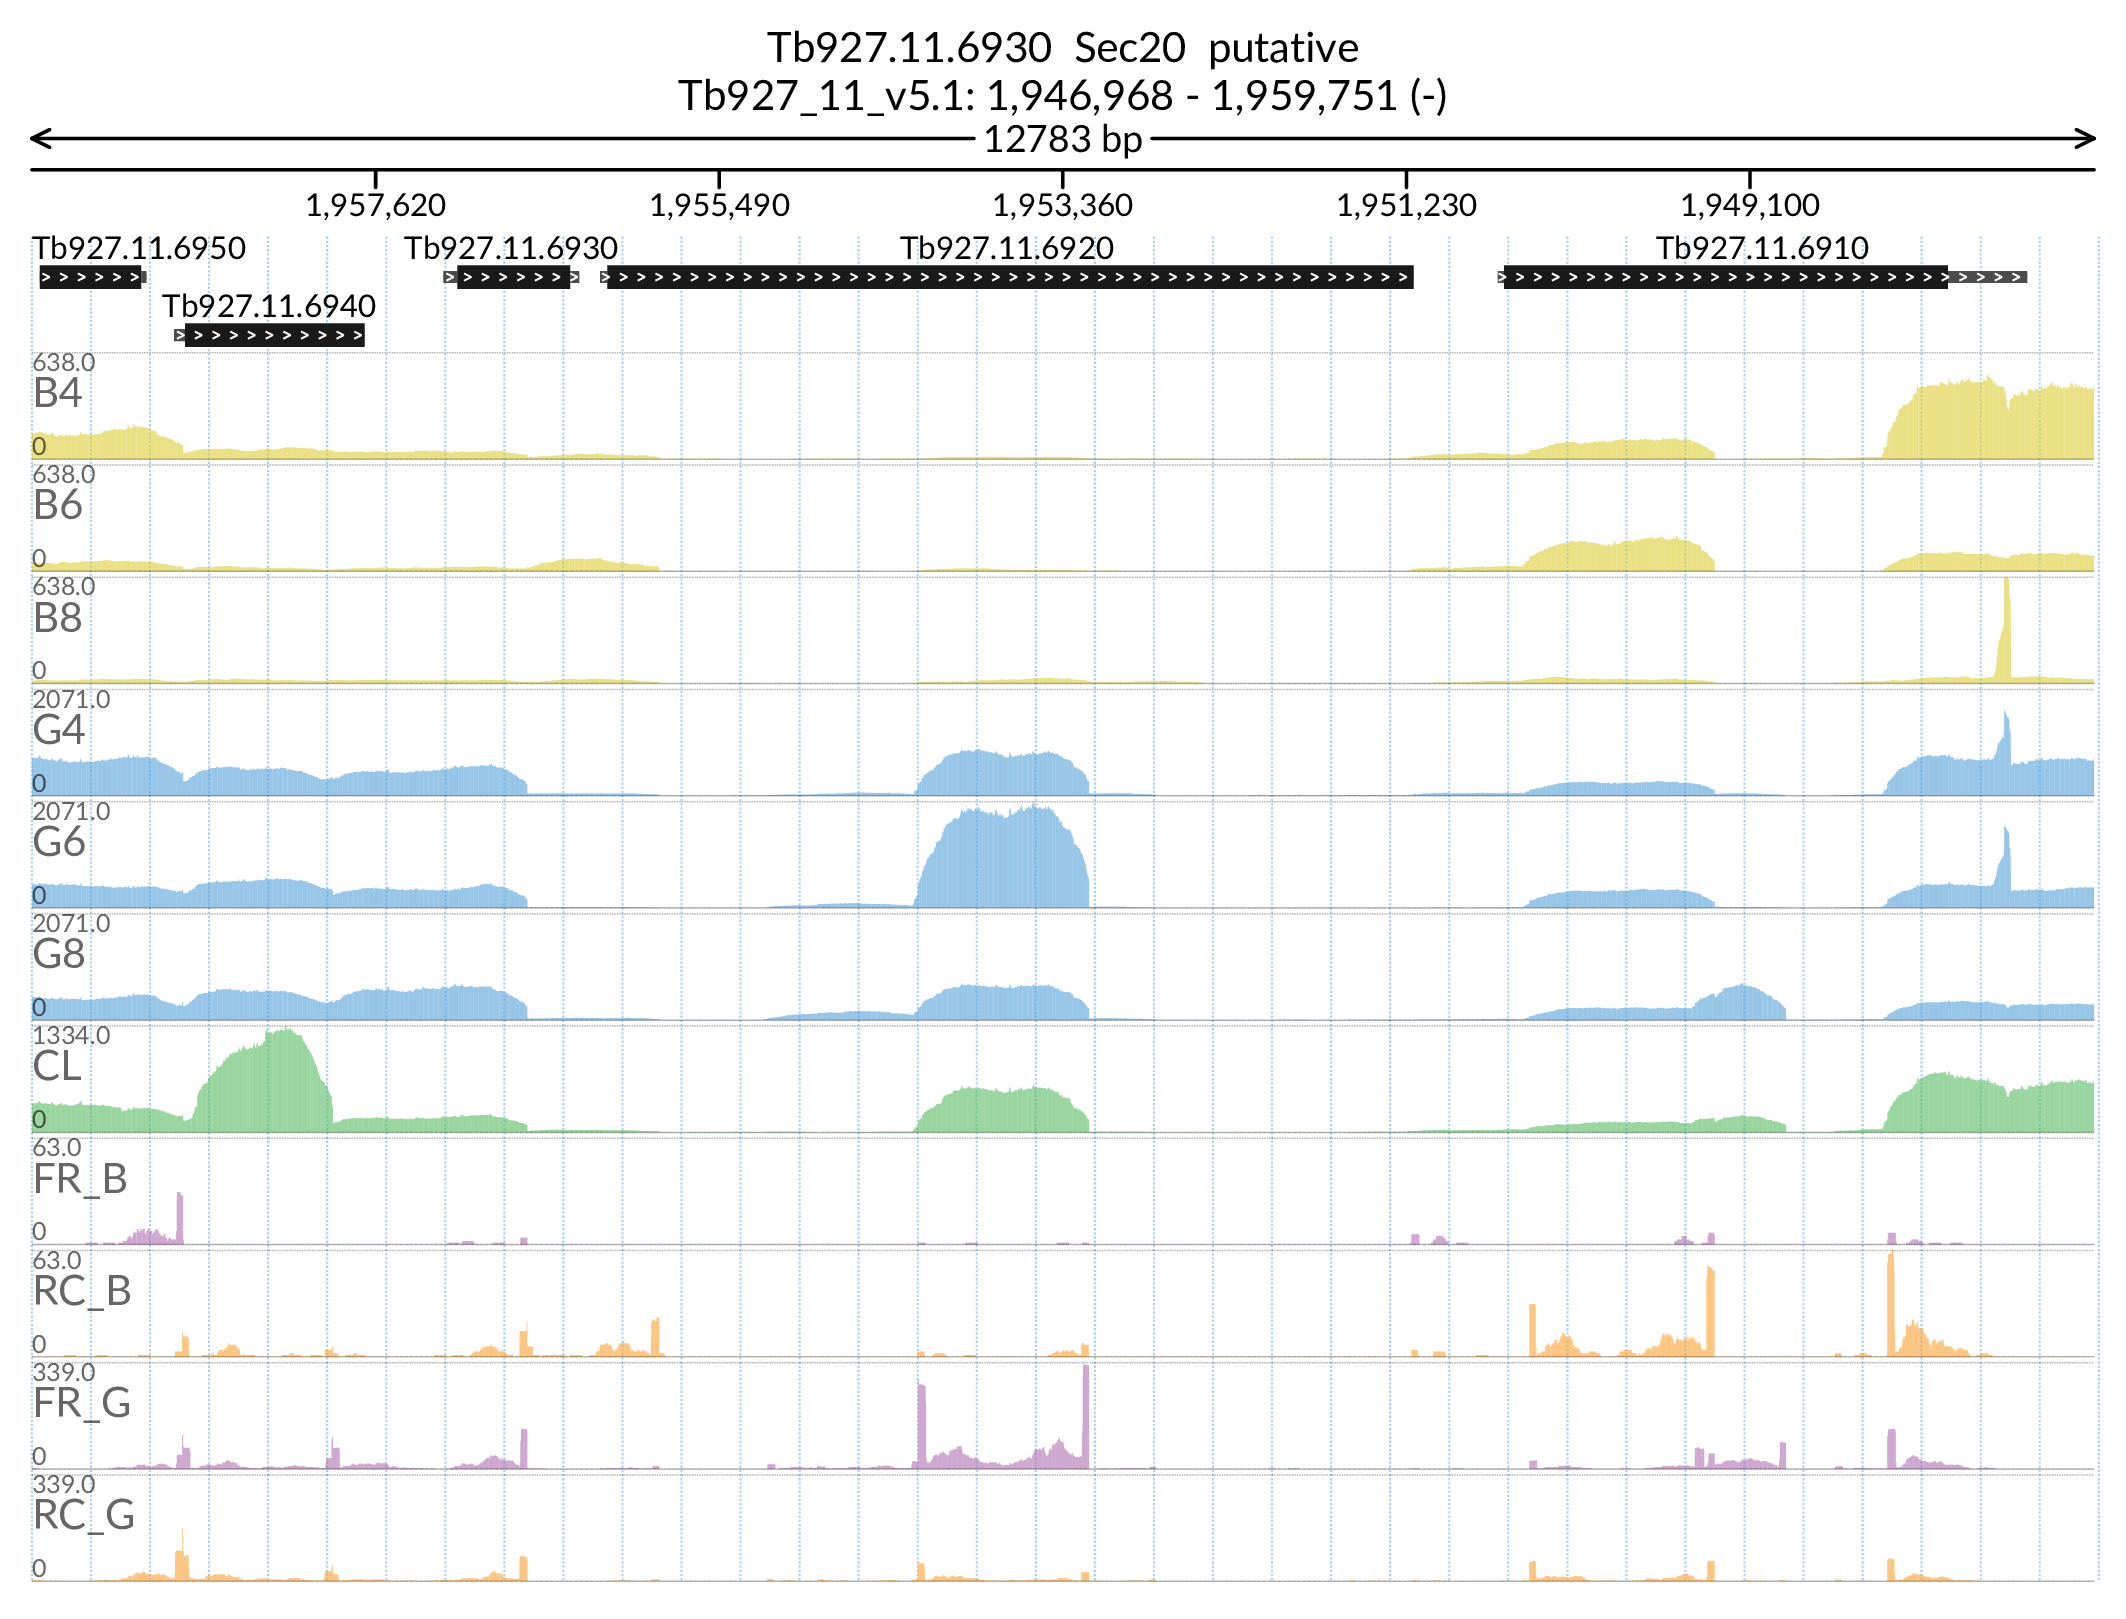 Tb927.11.6930 Sec20 putative
Tb927_11_v5.1: 1,946,968 - 1,959,751 (-)
12783 bp
1,957,620 1,955,490 1,953,360 1,951,230 1,949,100
Tb927.11.6950 Tb927.11.6930 Tb927.11.6920 Tb927.11.6910
Tb927.11.6940
638.0
B4
0
638.0
B6
0
638.0
B8
0
2071.0
G4
0
2071.0
G6
0
2071.0
G8
0
1334.0
CL
0
63.0
FR_B
0
63.0
RC_B
0
339.0
FR_G
0
339.0
RC_G
0